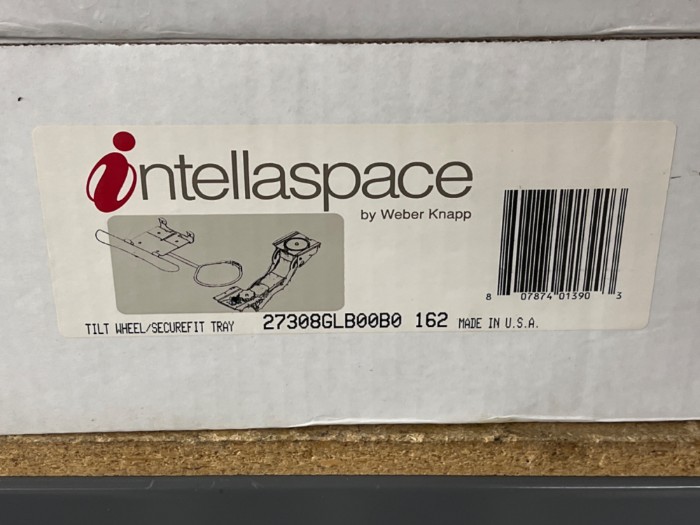 intellaspace
by Weber Knapp
8 07874 01390 3
TILT WHEEL/SECUREFIT TRAY 27308GLB00B0 162 MADE IN U.S.A.